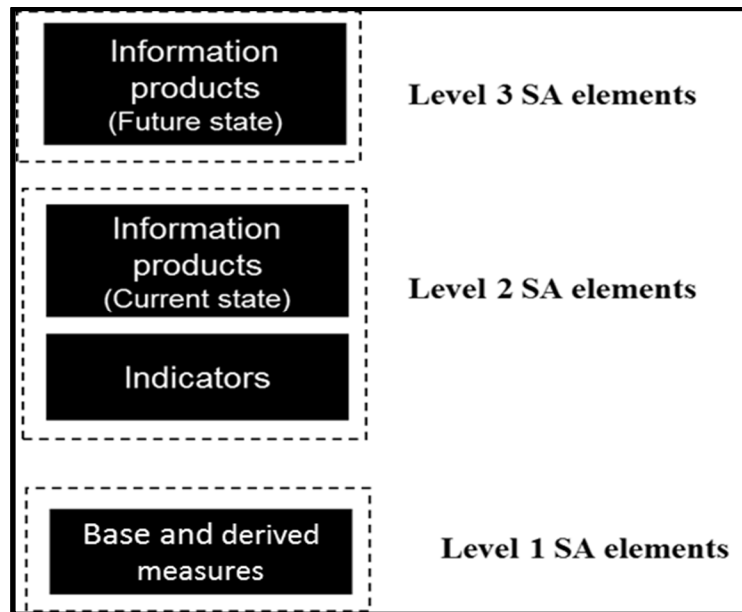 Information
products
(Future state)
Level 3 SA elements
Information
products
(Current state)
Level 2 SA elements
Indicators
Base and derived
measures
Level 1 SA elements